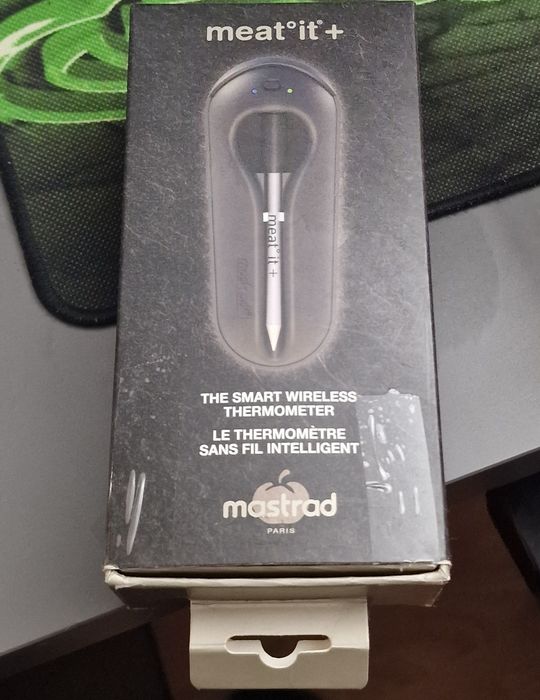 meat°it°+
meat°it +
THE SMART WIRELESS
THERMOMETER
LE THERMOMÈTRE
SANS FIL INTELLIGENT
mastrad
PARIS